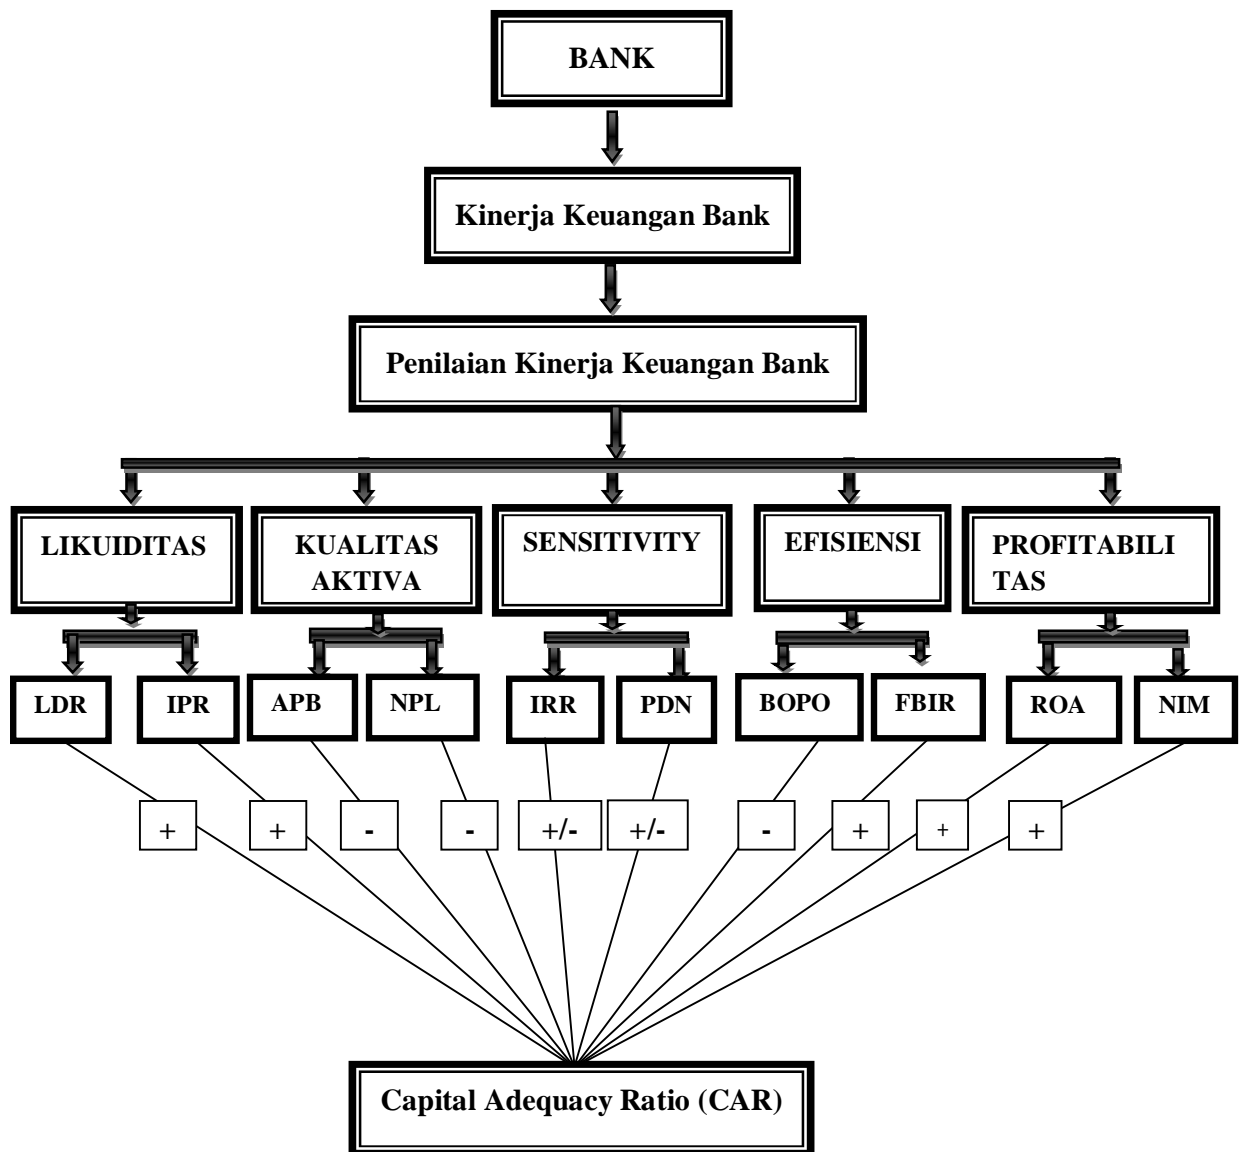 BANK
Kinerja Keuangan Bank
Penilaian Kinerja Keuangan Bank
LIKUIDITAS
KUALITAS
AKTIVA
SENSITIVITY
EFISIENSI
PROFITABILI
TAS
LDR
IPR
APB
NPL
IRR
PDN
BOPO
FBIR
ROA
NIM
+
+
-
-
+/-
+/-
-
+
+
+
Capital Adequacy Ratio (CAR)